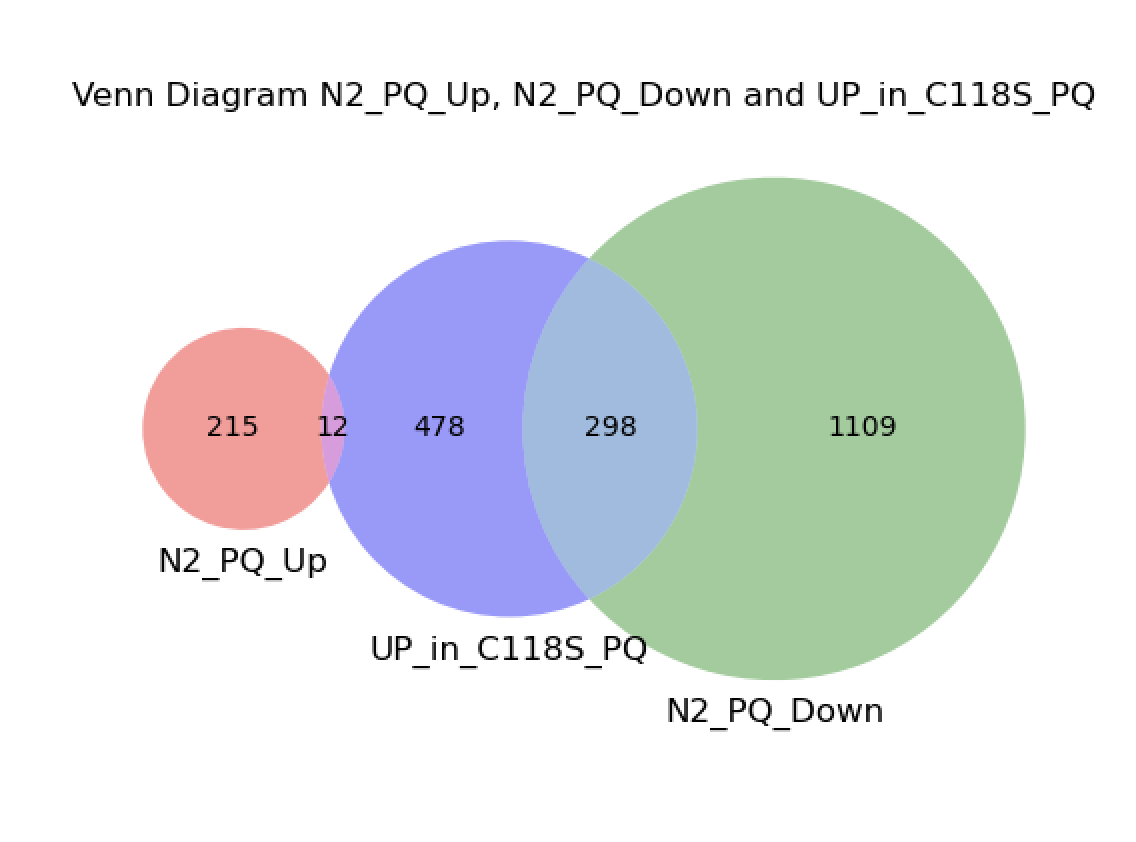 Venn Diagram N2_PQ_Up, N2_PQ_Down and UP_in_C118S_PQ
215 12 478 298 1109
N2_PQ_Up
UP_in_C118S_PQ
N2_PQ_Down